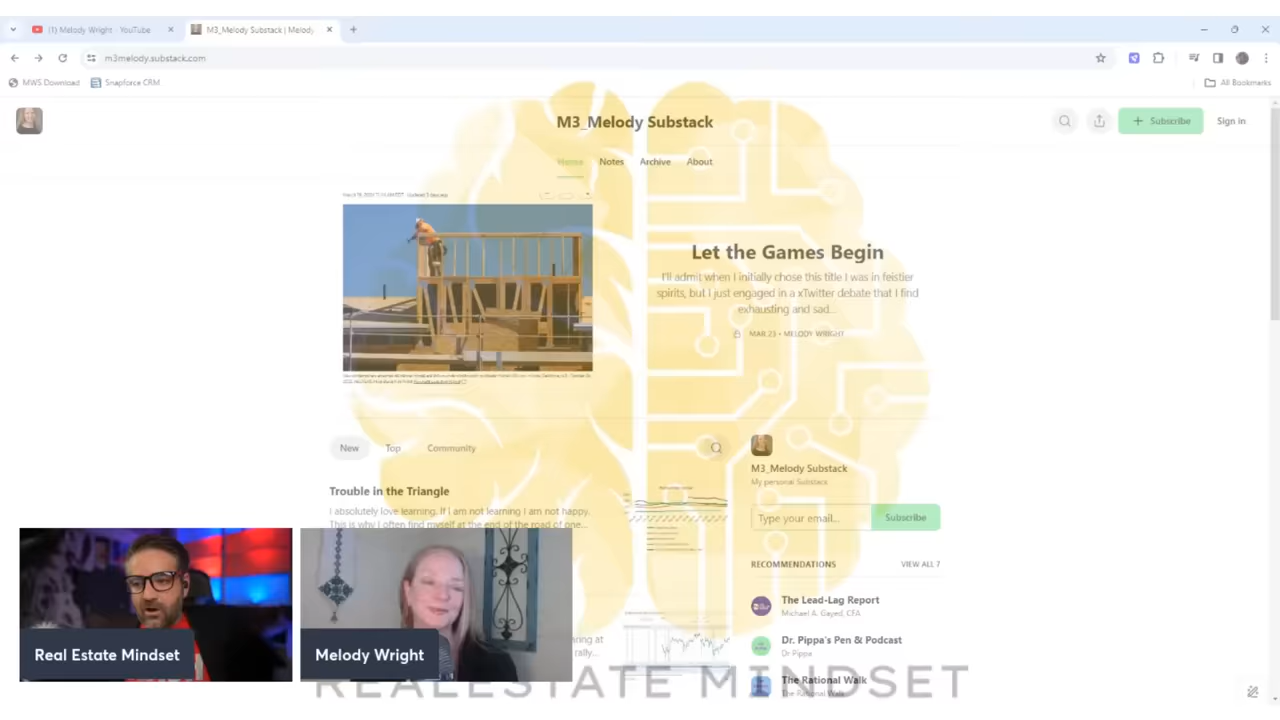 (1) Melody Wright - YouTube
M3_Melody Substack | Melody
m3melody.substack.com
MWS Download
Snapforce CRM
All Bookmarks
M3_Melody Substack
Subscribe
Sign in
Home
Notes
Archive
About
Let the Games Begin
I'll admit when I initially chose this title I was in feistier
spirits, but I just engaged in a xTwitter debate that I find
exhausting and sad...
MAR 23 • MELODY WRIGHT
New
Top
Community
Trouble in the Triangle
I absolutely love learning. If I am not learning I am not happy.
This is why I often find myself at the end of the road of one...
M3_Melody Substack
My personal Substack
Type your email...
Subscribe
RECOMMENDATIONS
VIEW ALL 7
The Lead-Lag Report
Michael A. Gayed, CFA
Dr. Pippa's Pen & Podcast
Dr Pippa
The Rational Walk
The Rational Walk
ring at
rally...
Real Estate Mindset
Melody Wright
REALESTATE MINDSET